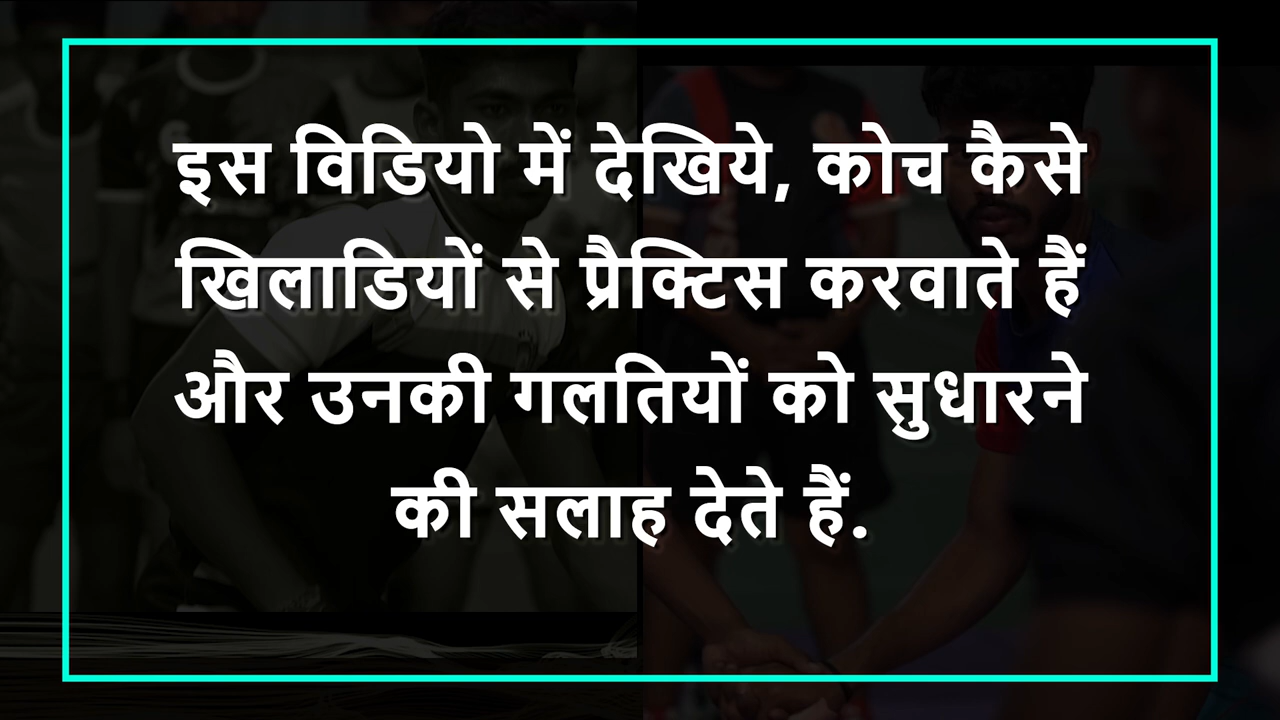 इस विडियो में देखिये, कोच कैसे
खिलाडियों से प्रैक्टिस करवाते हैं
और उनकी गलतियों को सुधारने
की सलाह देते हैं.